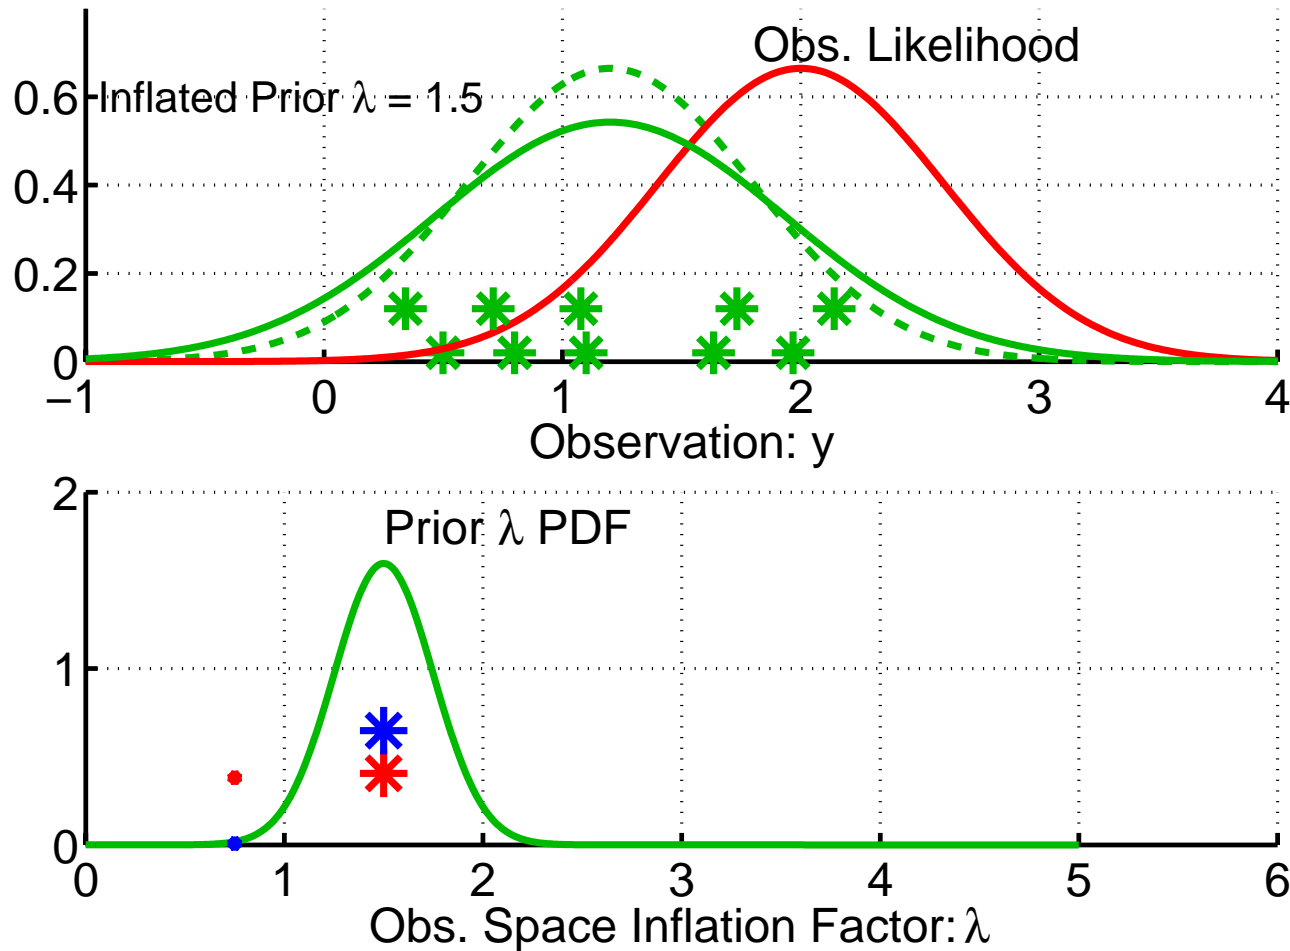 Obs. Likelihood
Inflated Prior λ = 1.5
0.6
0.4
0.2
0
−1 0 1 2 3 4
Observation: y
2
Prior λ PDF
1
0
0 1 2 3 4 5 6
Obs. Space Inflation Factor: λ